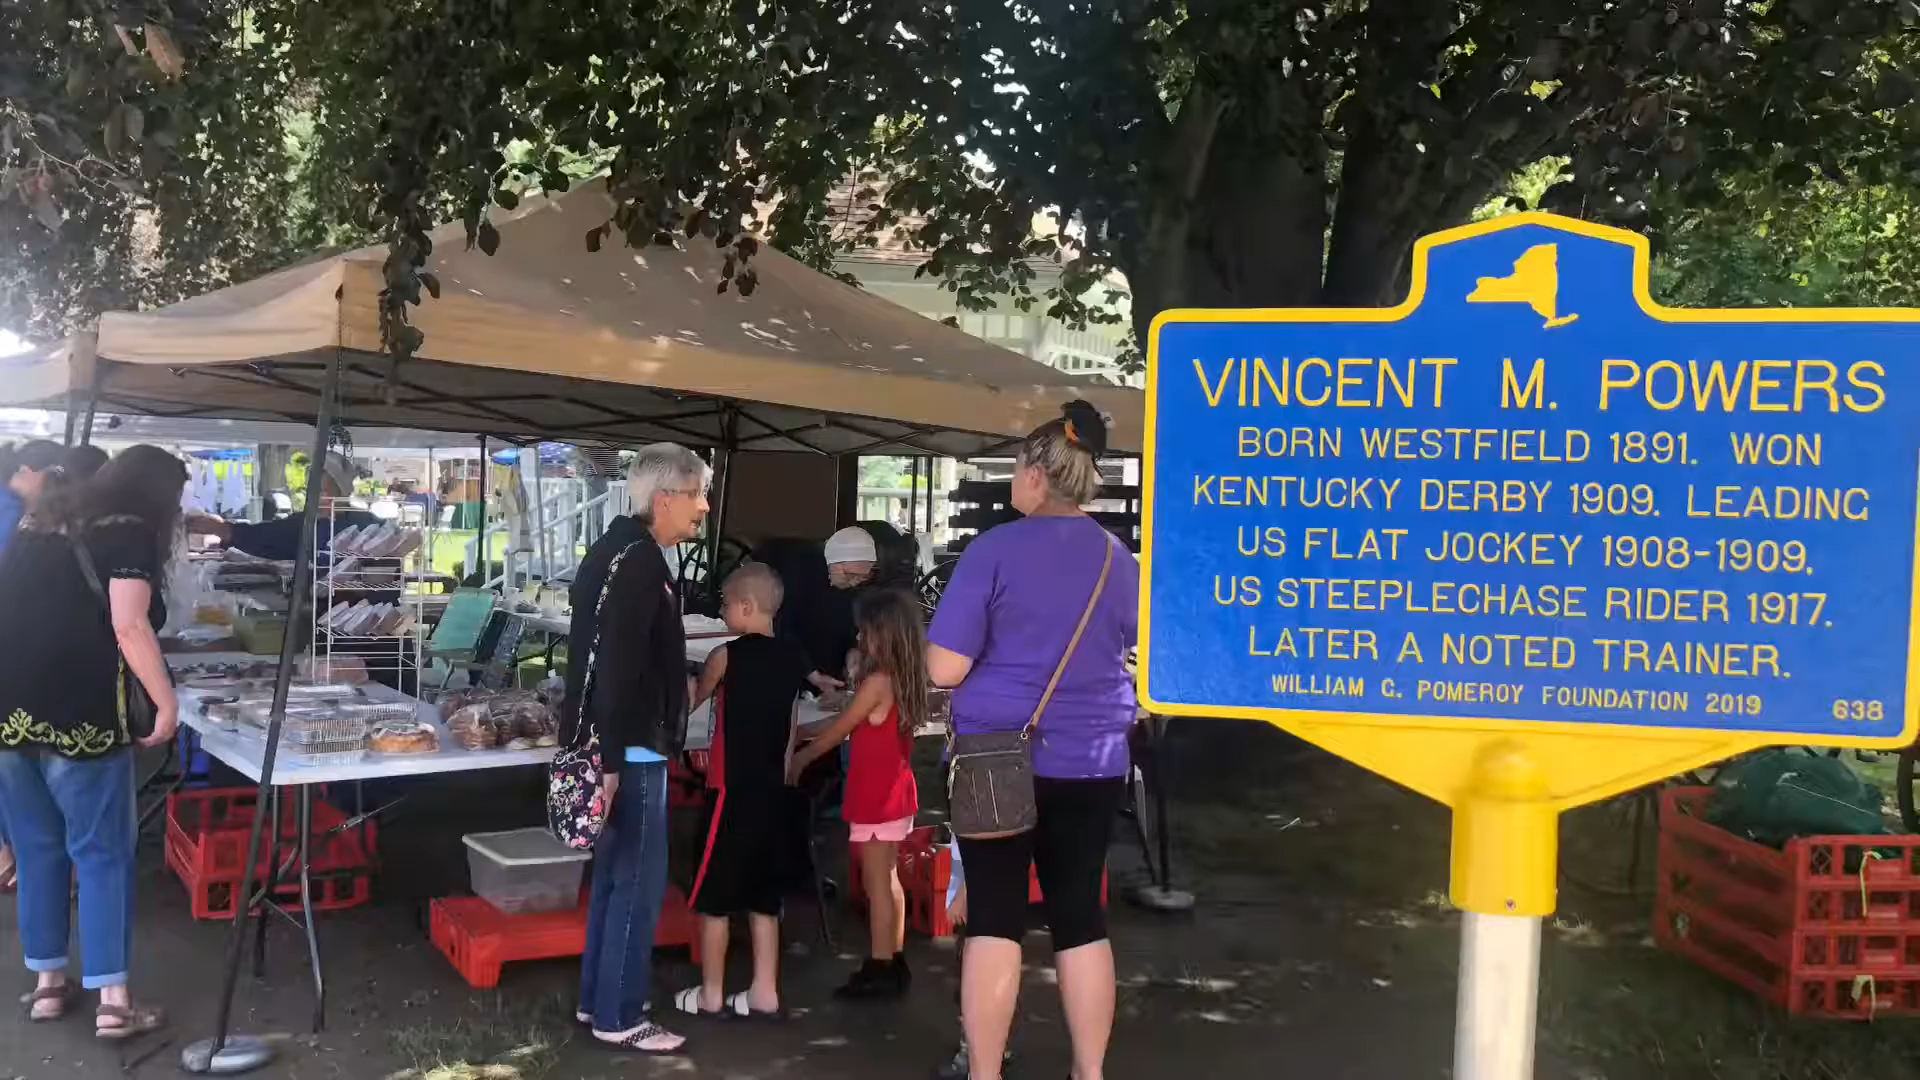 VINCENT M. POWERS
BORN WESTFIELD 1891. WON
KENTUCKY DERBY 1909. LEADING
US FLAT JOCKEY 1908-1909.
US STEEPLECHASE RIDER 1917.
LATER A NOTED TRAINER.
WILLIAM G. POMEROY FOUNDATION 2019 638